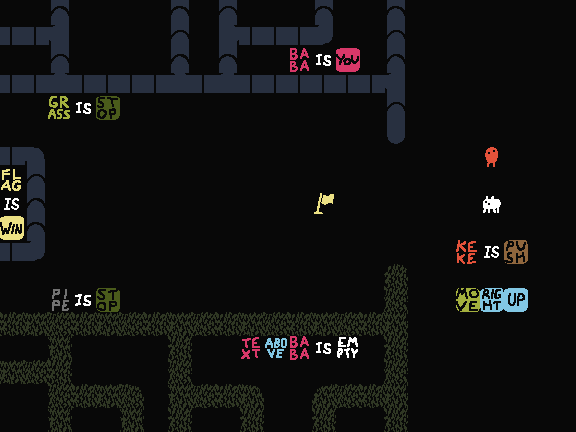 BABA IS YOU
GRASS IS STOP
FLAG
IS
WIN
KEKE IS PUSH
PIPE IS STOP
MOVE RIGHT UP
TEXT ABOVE BABA IS EMPTY